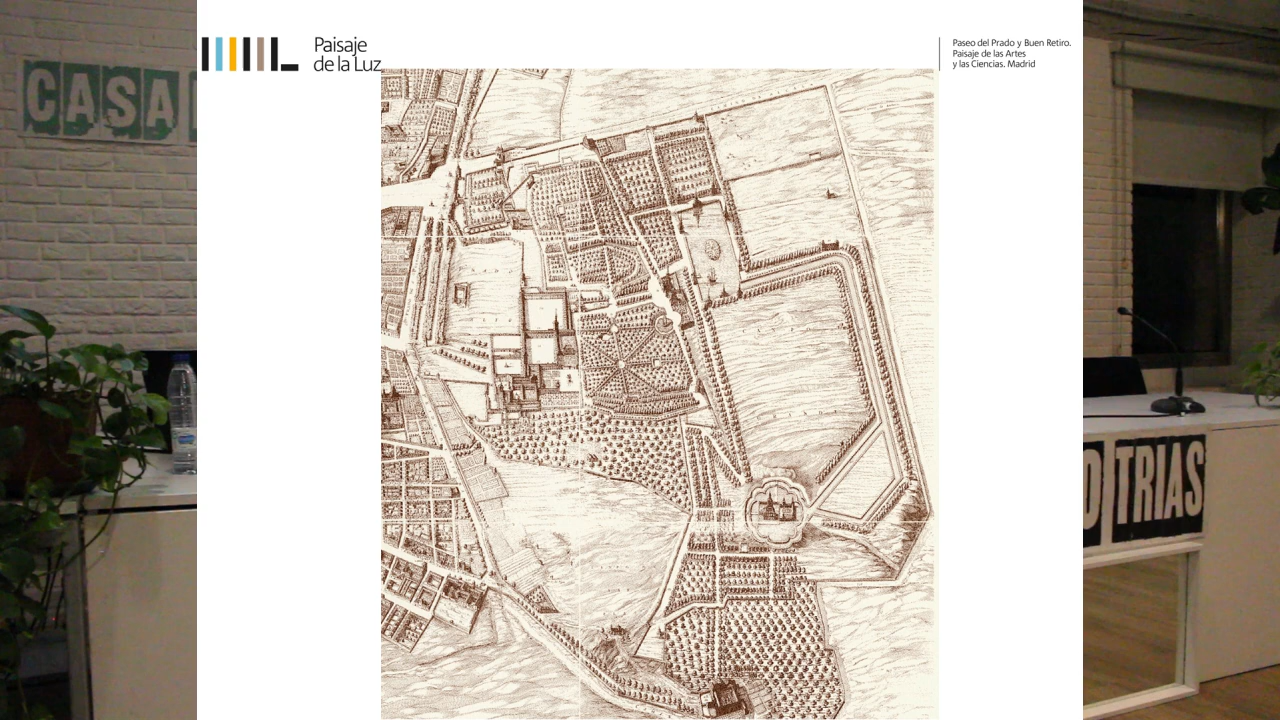 Paisaje
de la Luz
Paseo del Prado y Buen Retiro.
Paisaje de las Artes
y las Ciencias. Madrid
CASA
TRIAS